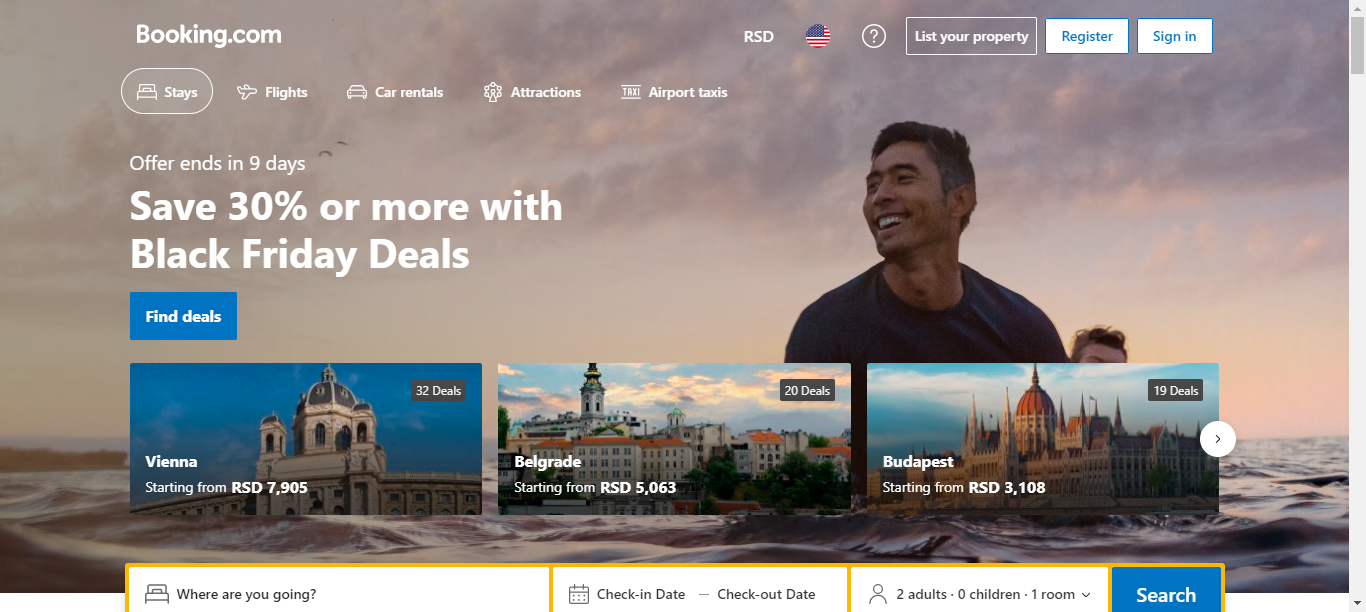 Booking.com
RSD
List your property
Register
Sign in
Stays
Flights
Car rentals
Attractions
TAXI
Airport taxis
Offer ends in 9 days
Save 30% or more with
Black Friday Deals
Find deals
32 Deals
Vienna
Starting from RSD 7,905
20 Deals
Belgrade
Starting from RSD 5,063
19 Deals
Budapest
Starting from RSD 3,108
Where are you going?
Check-in Date — Check-out Date
2 adults · 0 children · 1 room
Search